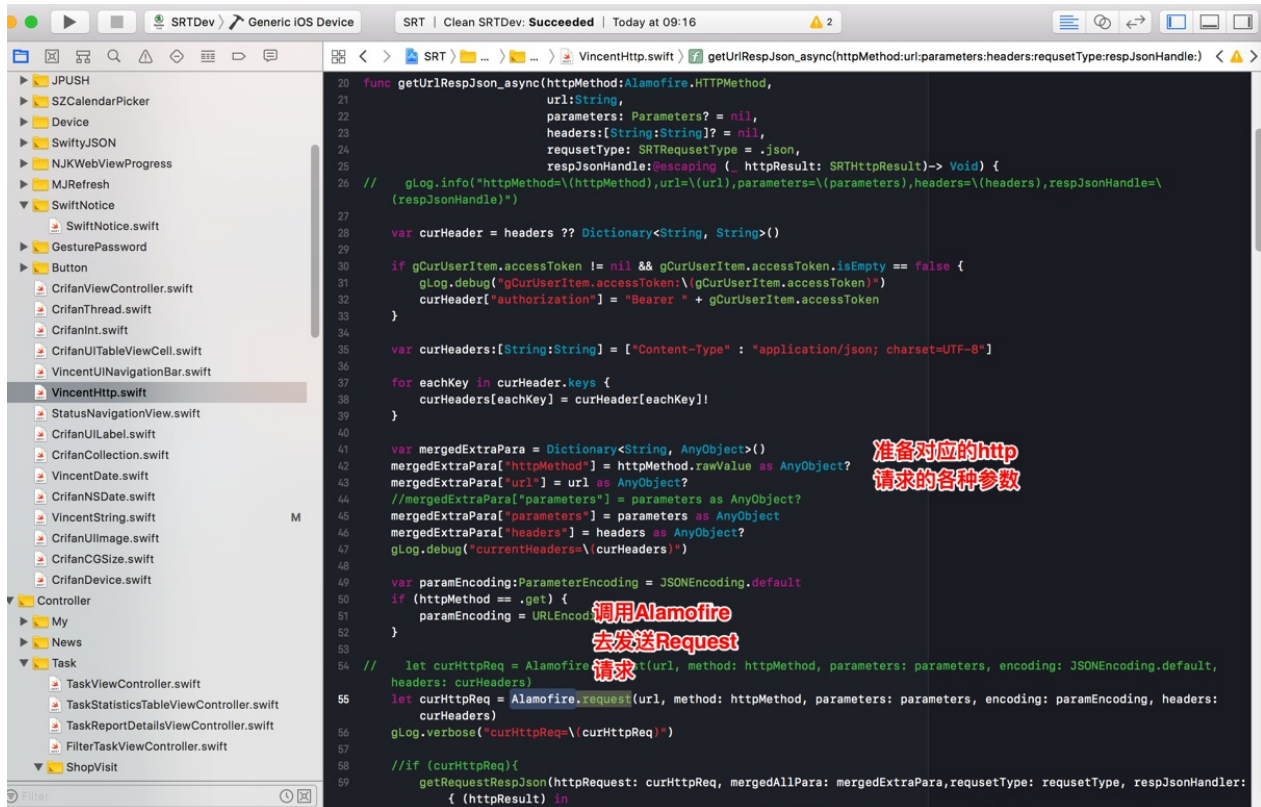 SRTDev 〉 Generic iOS Device
SRT | Clean SRTDev: Succeeded | Today at 09:16
2
SRT 〉 ... 〉 ... 〉 VincentHttp.swift 〉 getUrlRespJson_async(httpMethod:url:parameters:headers:requsetType:respJsonHandle:)
JPUSH
SZCalendarPicker
Device
SwiftyJSON
NJKWebViewProgress
MJRefresh
SwiftNotice
SwiftNotice.swift
GesturePassword
Button
CrifanViewController.swift
CrifanThread.swift
CrifanInt.swift
CrifanUITableViewCell.swift
VincentUINavigationBar.swift
VincentHttp.swift
StatusNavigationView.swift
CrifanUILabel.swift
CrifanCollection.swift
VincentDate.swift
CrifanNSDate.swift
VincentString.swift M
CrifanUIImage.swift
CrifanCGSize.swift
CrifanDevice.swift
Controller
My
News
Task
TaskViewController.swift
TaskStatisticsTableViewController.swift
TaskReportDetailsViewController.swift
FilterTaskViewController.swift
ShopVisit
Filter
20 func getUrlRespJson_async(httpMethod:Alamofire.HTTPMethod,
21 url:String,
22 parameters: Parameters? = nil,
23 headers:[String:String]? = nil,
24 requsetType: SRTRequsetType = .json,
25 respJsonHandle:@escaping (_ httpResult: SRTHttpResult)-> Void) {
26 // gLog.info("httpMethod=\(httpMethod),url=\(url),parameters=\(parameters),headers=\(headers),respJsonHandle=\
(respJsonHandle)")
27
28 var curHeader = headers ?? Dictionary<String, String>()
29
30 if gCurUserItem.accessToken != nil && gCurUserItem.accessToken.isEmpty == false {
31 gLog.debug("gCurUserItem.accessToken:\(gCurUserItem.accessToken)")
32 curHeader["authorization"] = "Bearer " + gCurUserItem.accessToken
33 }
34
35 var curHeaders:[String:String] = ["Content-Type" : "application/json; charset=UTF-8"]
36
37 for eachKey in curHeader.keys {
38 curHeaders[eachKey] = curHeader[eachKey]!
39 }
40
41 var mergedExtraPara = Dictionary<String, AnyObject>()
42 mergedExtraPara["httpMethod"] = httpMethod.rawValue as AnyObject?
43 mergedExtraPara["url"] = url as AnyObject?
44 //mergedExtraPara["parameters"] = parameters as AnyObject?
45 mergedExtraPara["parameters"] = parameters as AnyObject
46 mergedExtraPara["headers"] = headers as AnyObject?
47 gLog.debug("currentHeaders=\(curHeaders)")
48
准备对应的http
请求的各种参数
49 var paramEncoding:ParameterEncoding = JSONEncoding.default
50 if (httpMethod == .get) {
51 paramEncoding = URLEncodi
52 }
53
调用Alamofire
去发送Request
请求
54 // let curHttpReq = Alamofire. st(url, method: httpMethod, parameters: parameters, encoding: JSONEncoding.default,
headers: curHeaders)
55 let curHttpReq = Alamofire.request(url, method: httpMethod, parameters: parameters, encoding: paramEncoding, headers:
curHeaders)
56 gLog.verbose("curHttpReq=\(curHttpReq)")
57
58 //if (curHttpReq){
59 getRequestRespJson(httpRequest: curHttpReq, mergedAllPara: mergedExtraPara,requsetType: requsetType, respJsonHandler:
{ (httpResult) in